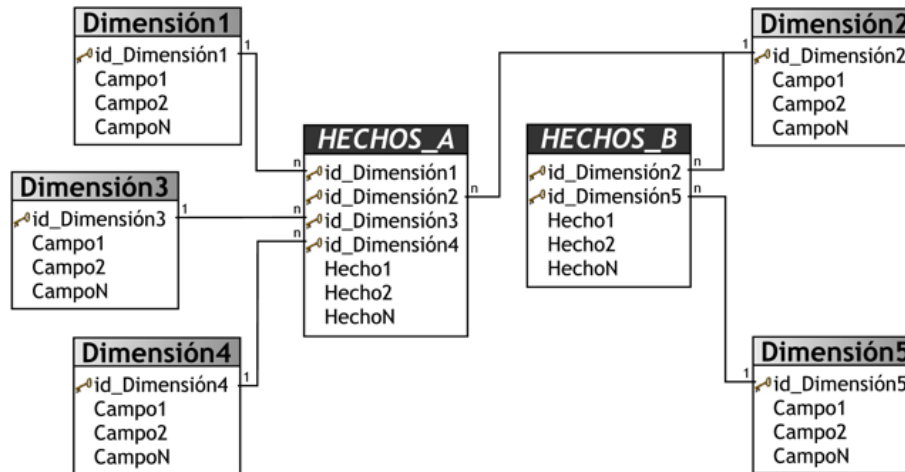 Dimensión1
id_Dimensión1
Campo1
Campo2
CampoN
1
Dimensión3
id_Dimensión3
Campo1
Campo2
CampoN
1
Dimensión4
id_Dimensión4
Campo1
Campo2
CampoN
1
HECHOS_A
n
id_Dimensión1
id_Dimensión2
n
n
id_Dimensión3
n
id_Dimensión4
Hecho1
Hecho2
HechoN
HECHOS_B
id_Dimensión2
n
id_Dimensión5
n
Hecho1
Hecho2
HechoN
Dimensión2
1
id_Dimensión2
Campo1
Campo2
CampoN
Dimensión5
1
id_Dimensión5
Campo1
Campo2
CampoN